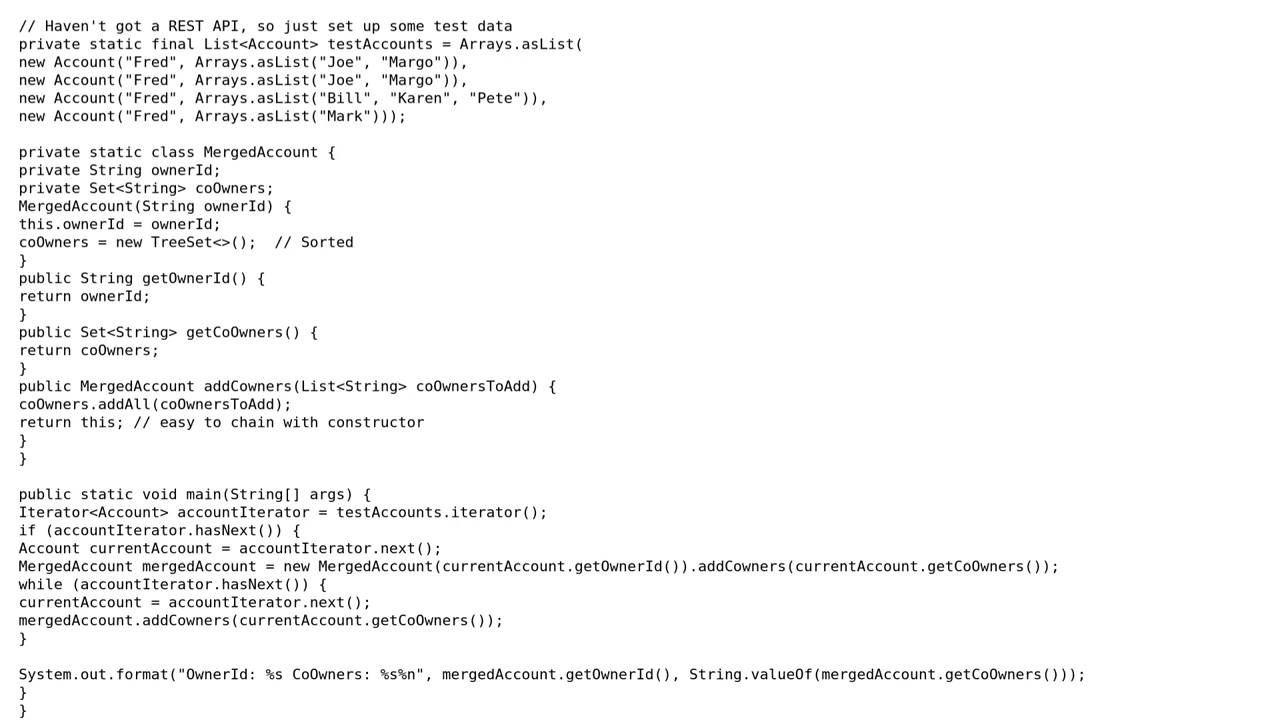 // Haven't got a REST API, so just set up some test data
private static final List<Account> testAccounts = Arrays.asList(
new Account("Fred", Arrays.asList("Joe", "Margo")),
new Account("Fred", Arrays.asList("Joe", "Margo")),
new Account("Fred", Arrays.asList("Bill", "Karen", "Pete")),
new Account("Fred", Arrays.asList("Mark")));

private static class MergedAccount {
private String ownerId;
private Set<String> coOwners;
MergedAccount(String ownerId) {
this.ownerId = ownerId;
coOwners = new TreeSet<>();  // Sorted
}
public String getOwnerId() {
return ownerId;
}
public Set<String> getCoOwners() {
return coOwners;
}
public MergedAccount addCowners(List<String> coOwnersToAdd) {
coOwners.addAll(coOwnersToAdd);
return this; // easy to chain with constructor
}
}

public static void main(String[] args) {
Iterator<Account> accountIterator = testAccounts.iterator();
if (accountIterator.hasNext()) {
Account currentAccount = accountIterator.next();
MergedAccount mergedAccount = new MergedAccount(currentAccount.getOwnerId()).addCowners(currentAccount.getCoOwners());
while (accountIterator.hasNext()) {
currentAccount = accountIterator.next();
mergedAccount.addCowners(currentAccount.getCoOwners());
}

System.out.format("OwnerId: %s CoOwners: %s%n", mergedAccount.getOwnerId(), String.valueOf(mergedAccount.getCoOwners()));
}
}